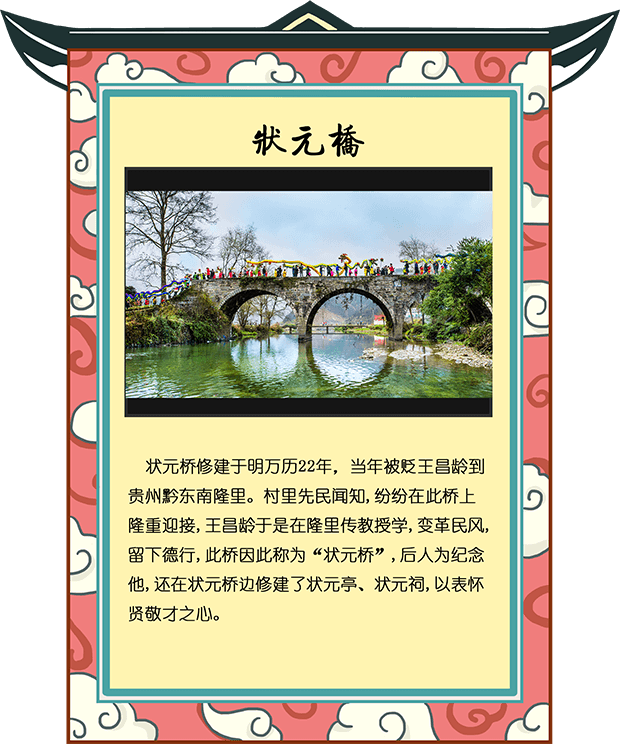 狀元橋
状元桥修建于明万历22年，当年被贬王昌龄到
贵州黔东南隆里。村里先民闻知,纷纷在此桥上
隆重迎接,王昌龄于是在隆里传教授学,变革民风,
留下德行,此桥因此称为“状元桥”,后人为纪念
他,还在状元桥边修建了状元亭、状元祠,以表怀
贤敬才之心。